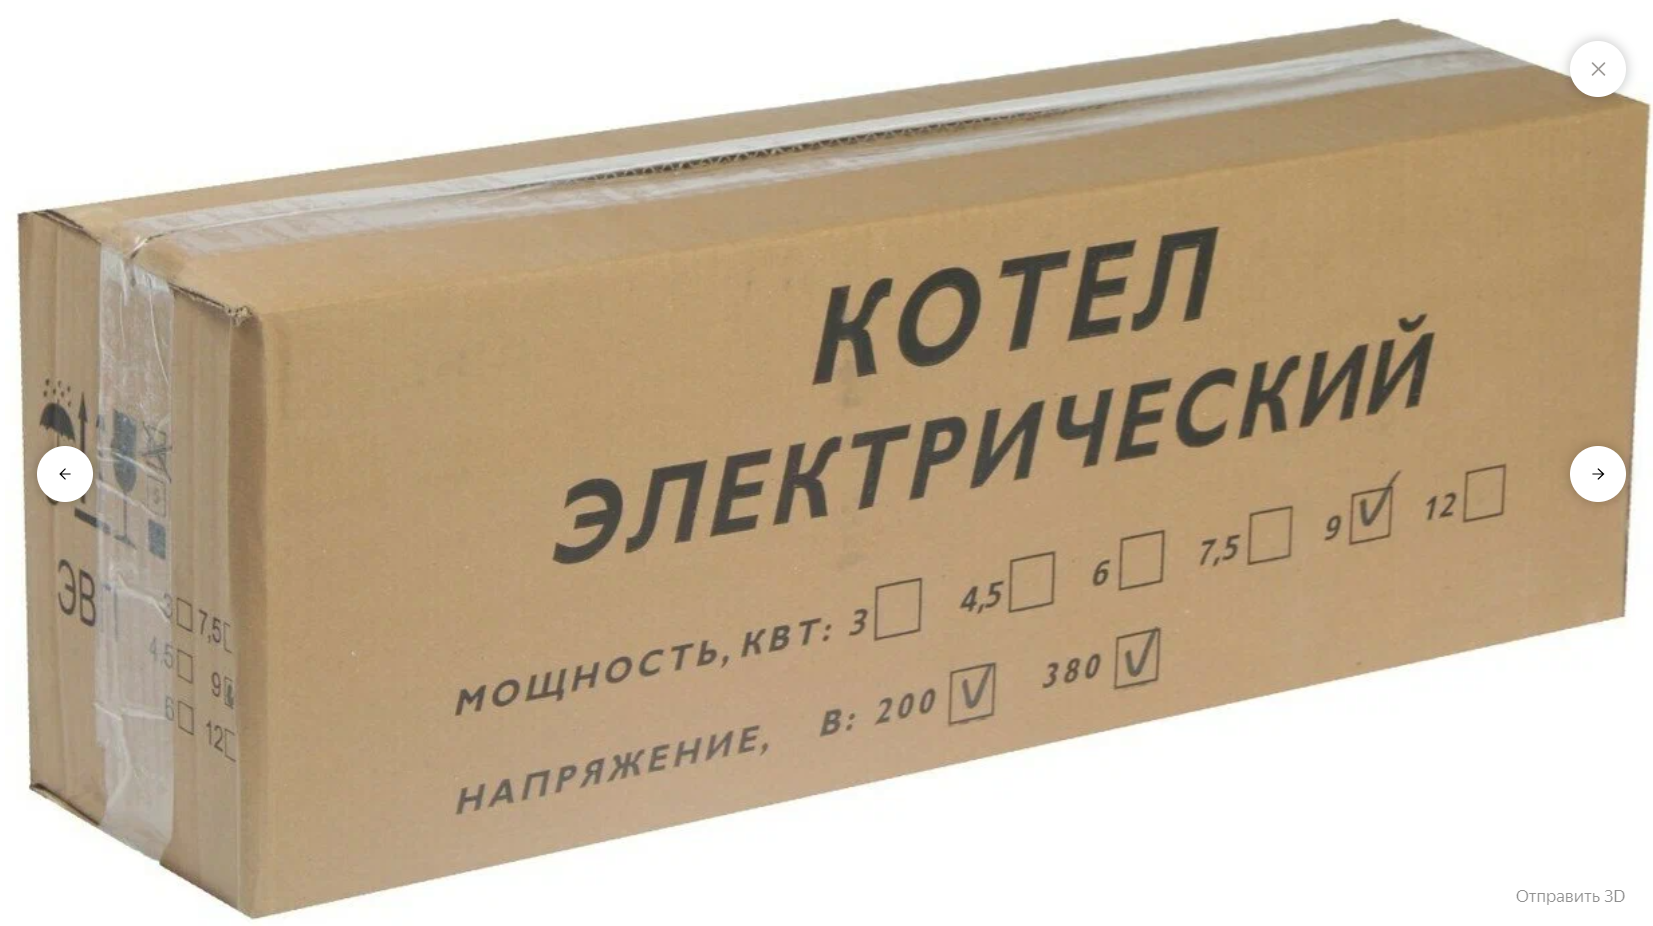 КОТЕЛ
ЭЛЕКТРИЧЕСКИЙ
МОЩНОСТЬ, КВТ: 3 4,5 6 7,5 9 12
НАПРЯЖЕНИЕ, В: 200 380
ЭВ
3 7,5
4,5 9
6 12
Отправить 3D